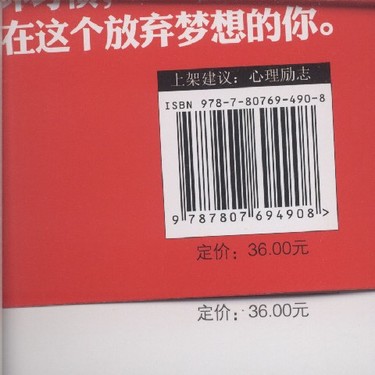 在这个放弃梦想的你。
上架建议：心理励志
ISBN 978-7-80769-490-8
9 787807 694908 >
定价：36.00元
定价：36.00元